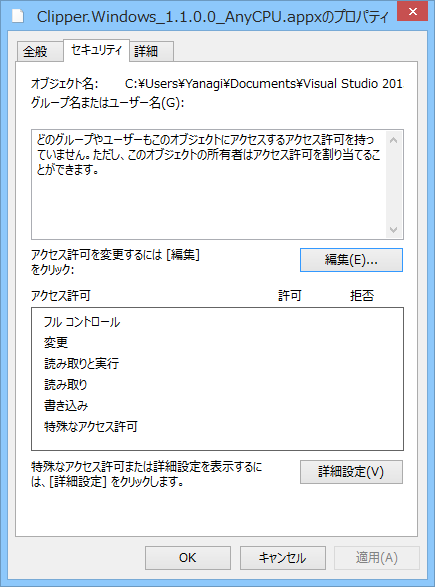 Clipper.Windows_1.1.0.0_AnyCPU.appxのプロパティ
全般 セキュリティ 詳細
オブジェクト名: C:¥Users¥Yanagi¥Documents¥Visual Studio 201
グループ名またはユーザー名(G):
どのグループやユーザーもこのオブジェクトにアクセスするアクセス許可を持っ
ていません。ただし、このオブジェクトの所有者はアクセス許可を割り当てるこ
とができます。
アクセス許可を変更するには [編集]
をクリック:
編集(E)...
アクセス許可 許可 拒否
フル コントロール
変更
読み取りと実行
読み取り
書き込み
特殊なアクセス許可
特殊なアクセス許可または詳細設定を表示するに
は、[詳細設定] をクリックします。
詳細設定(V)
OK キャンセル 適用(A)